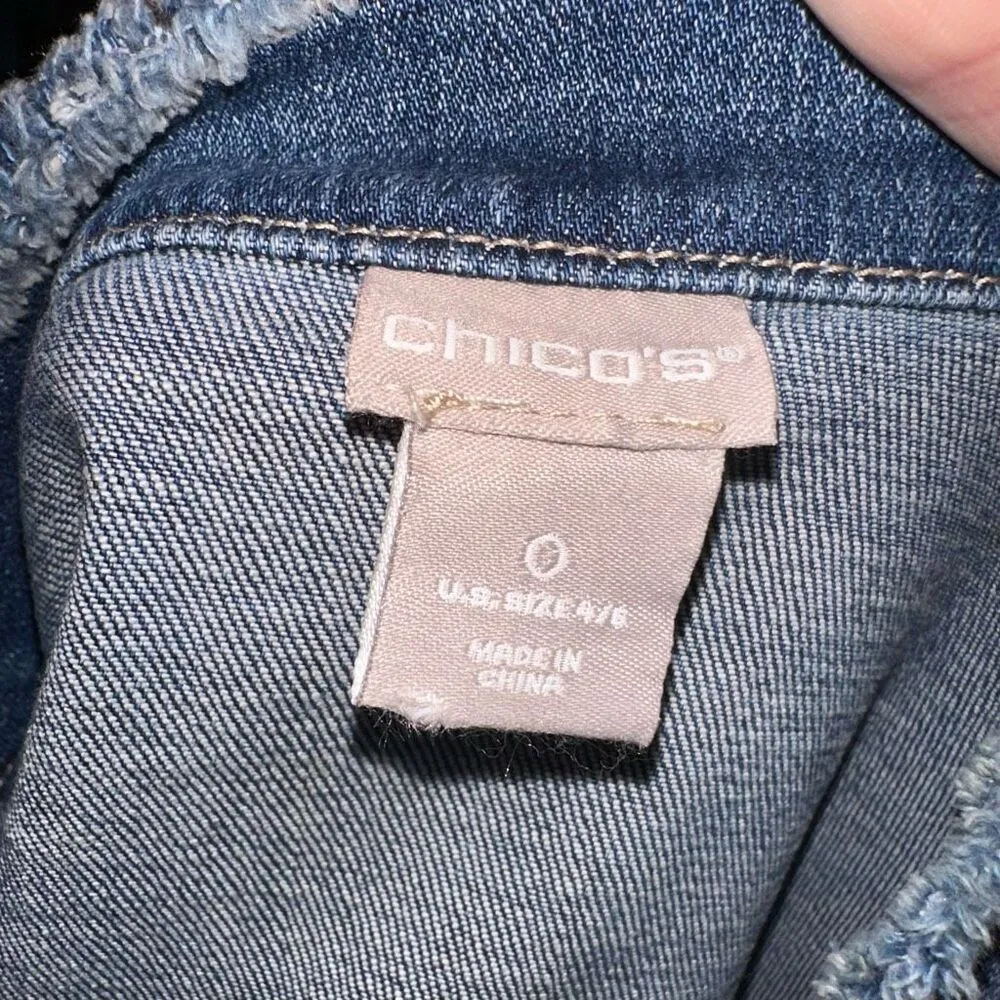 chico's®
0
U.S. SIZE 4/6
MADE IN
CHINA